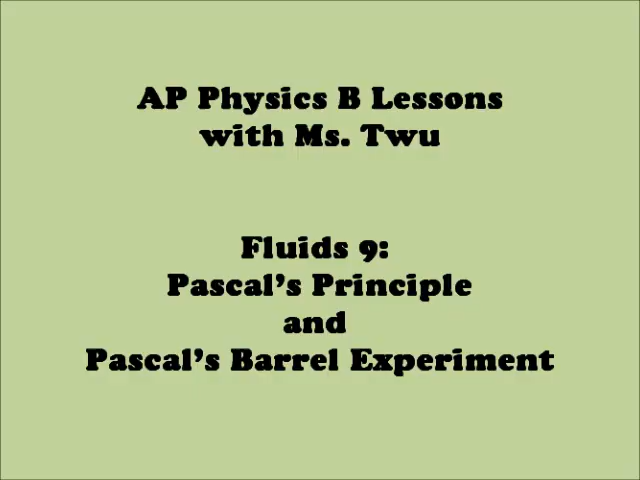 AP Physics B Lessons
with Ms. Twu
Fluids 9:
Pascal's Principle
and
Pascal's Barrel Experiment